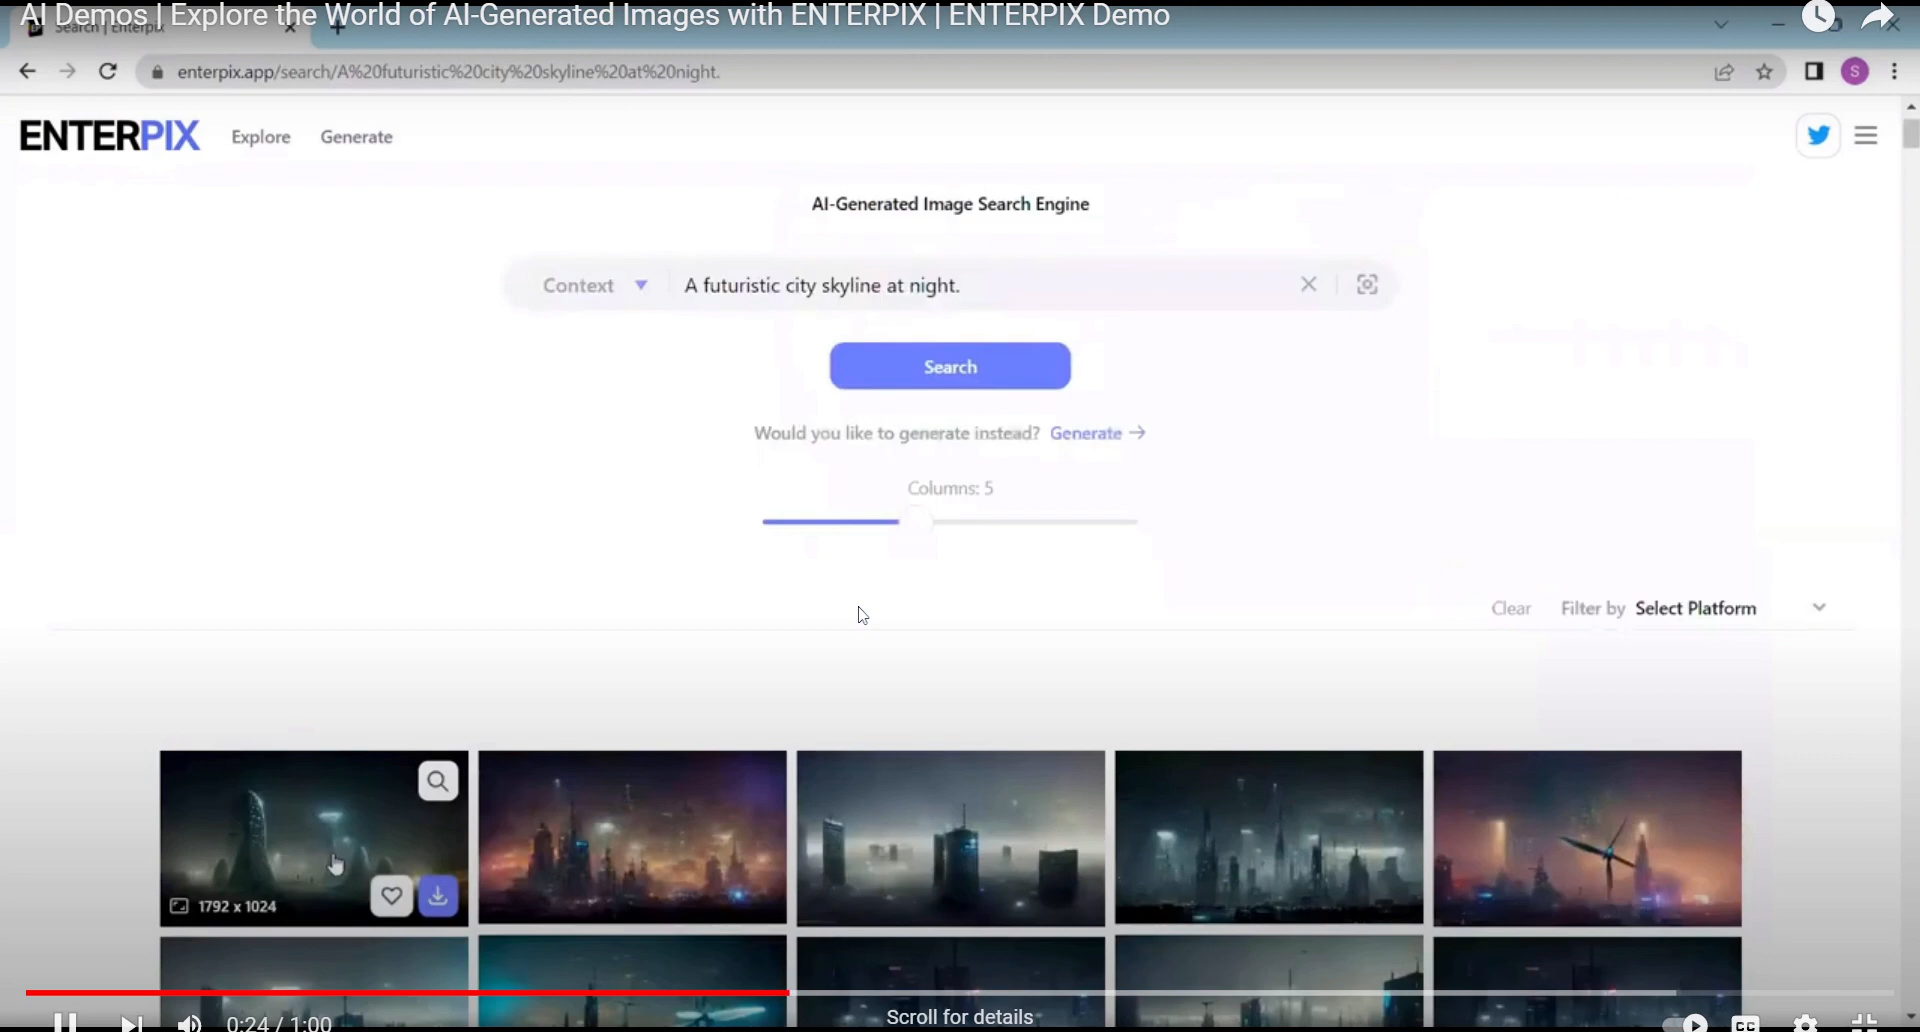 AI Demos | Explore the World of AI-Generated Images with ENTERPIX | ENTERPIX Demo
Search | Enterpix
enterpix.app/search/A%20futuristic%20city%20skyline%20at%20night.
S
ENTERPIX
Explore
Generate
AI-Generated Image Search Engine
Context
A futuristic city skyline at night.
Search
Would you like to generate instead? Generate →
Columns: 5
Clear
Filter by Select Platform
1792 x 1024
0:24 / 1:00
Scroll for details
CC